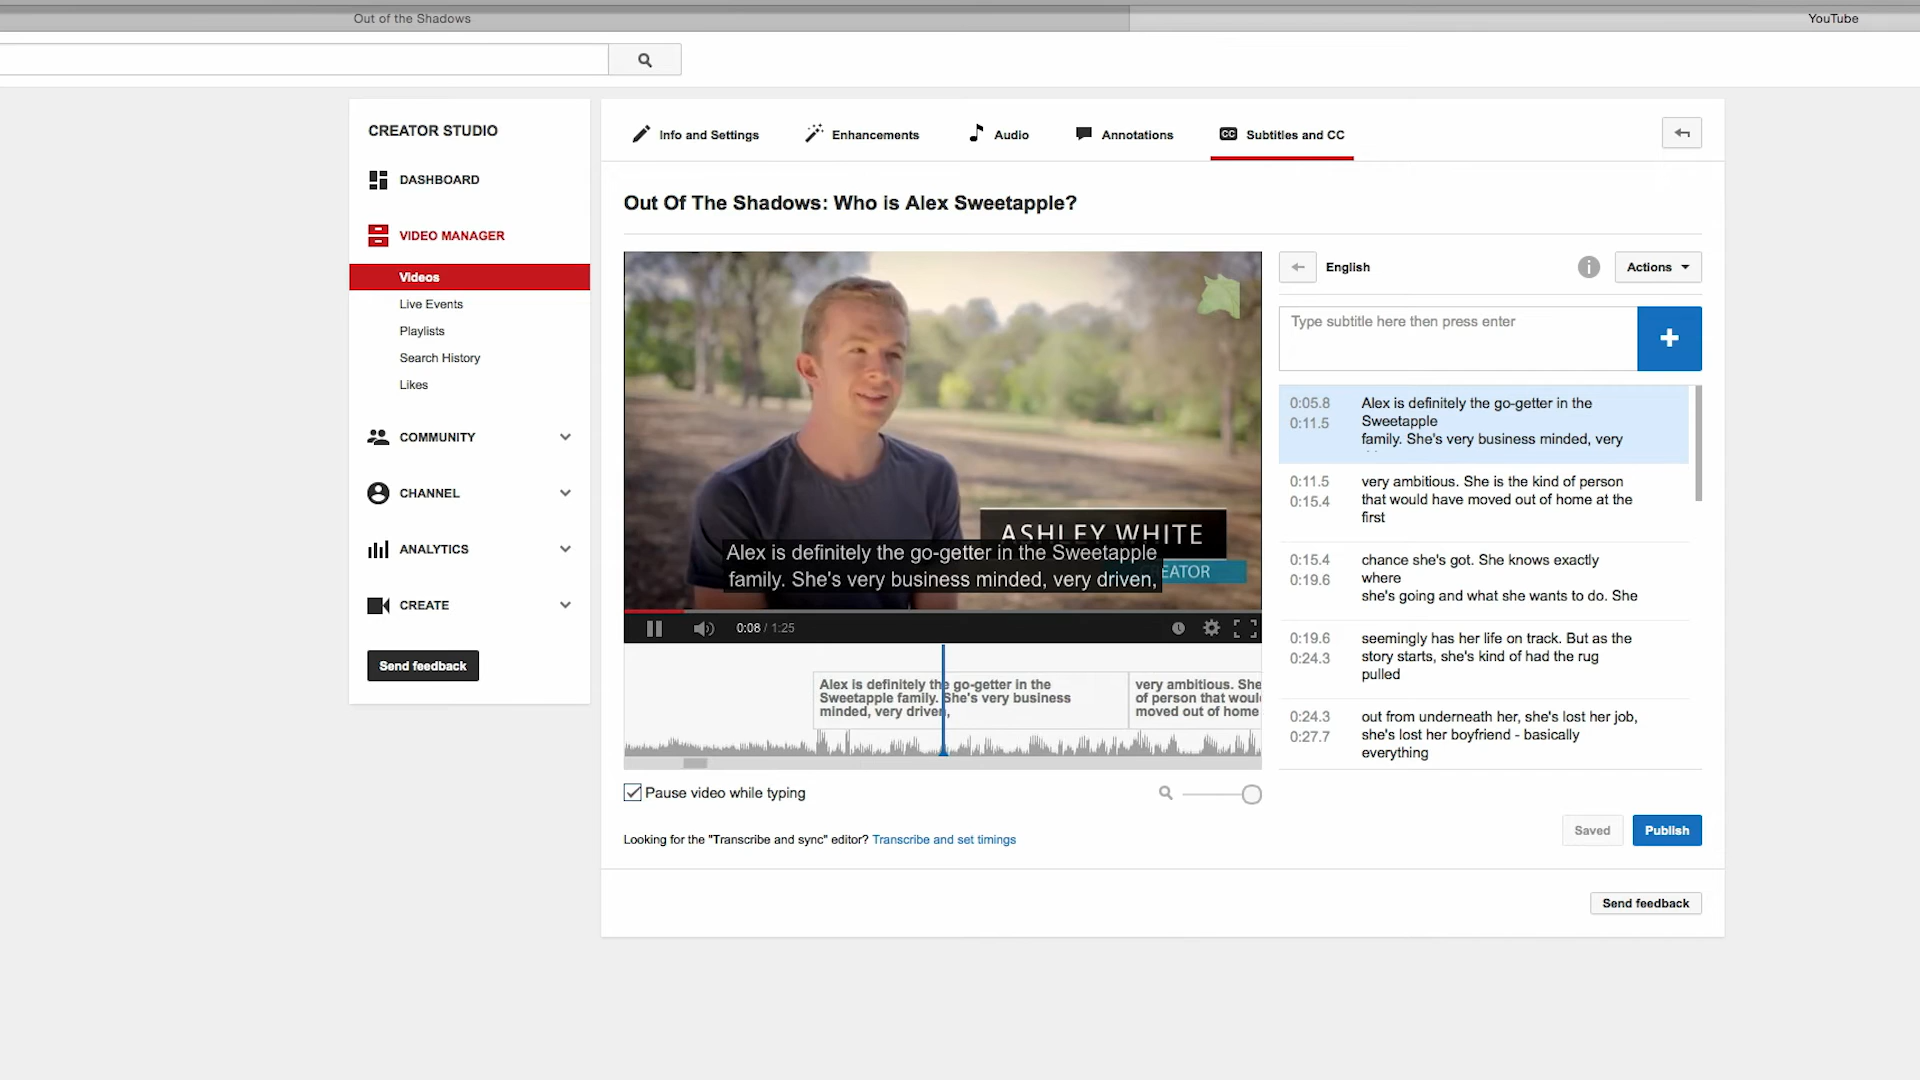 Out of the Shadows
YouTube
CREATOR STUDIO
DASHBOARD
VIDEO MANAGER
Videos
Live Events
Playlists
Search History
Likes
COMMUNITY
CHANNEL
ANALYTICS
CREATE
Send feedback
Info and Settings
Enhancements
Audio
Annotations
CC Subtitles and CC
Out Of The Shadows: Who is Alex Sweetapple?
ASHLEY WHITE
EATOR
Alex is definitely the go-getter in the Sweetapple
family. She's very business minded, very driven,
0:08 / 1:25
Alex is definitely the go-getter in the
Sweetapple family. She's very business
minded, very driven,
very ambitious. She
of person that woul
moved out of home
Pause video while typing
Looking for the "Transcribe and sync" editor? Transcribe and set timings
English
Actions
Type subtitle here then press enter
0:05.8
0:11.5
Alex is definitely the go-getter in the
Sweetapple
family. She's very business minded, very
0:11.5
0:15.4
very ambitious. She is the kind of person
that would have moved out of home at the
first
0:15.4
0:19.6
chance she's got. She knows exactly
where
she's going and what she wants to do. She
0:19.6
0:24.3
seemingly has her life on track. But as the
story starts, she's kind of had the rug
pulled
0:24.3
0:27.7
out from underneath her, she's lost her job,
she's lost her boyfriend - basically
everything
Saved
Publish
Send feedback